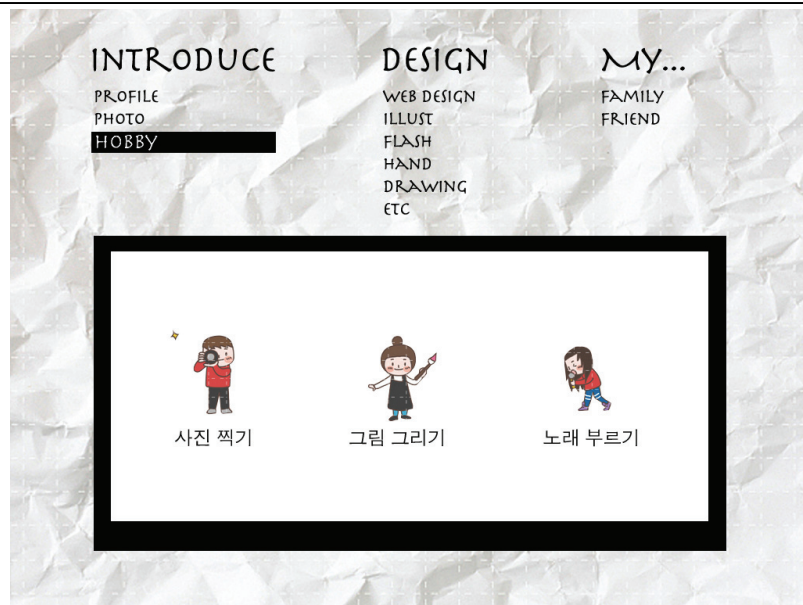 INTRODUCE
PROFILE
PHOTO
HOBBY
DESIGN
WEB DESIGN
ILLUST
FLASH
HAND
DRAWING
ETC
MY...
FAMILY
FRIEND
사진 찍기
그림 그리기
노래 부르기